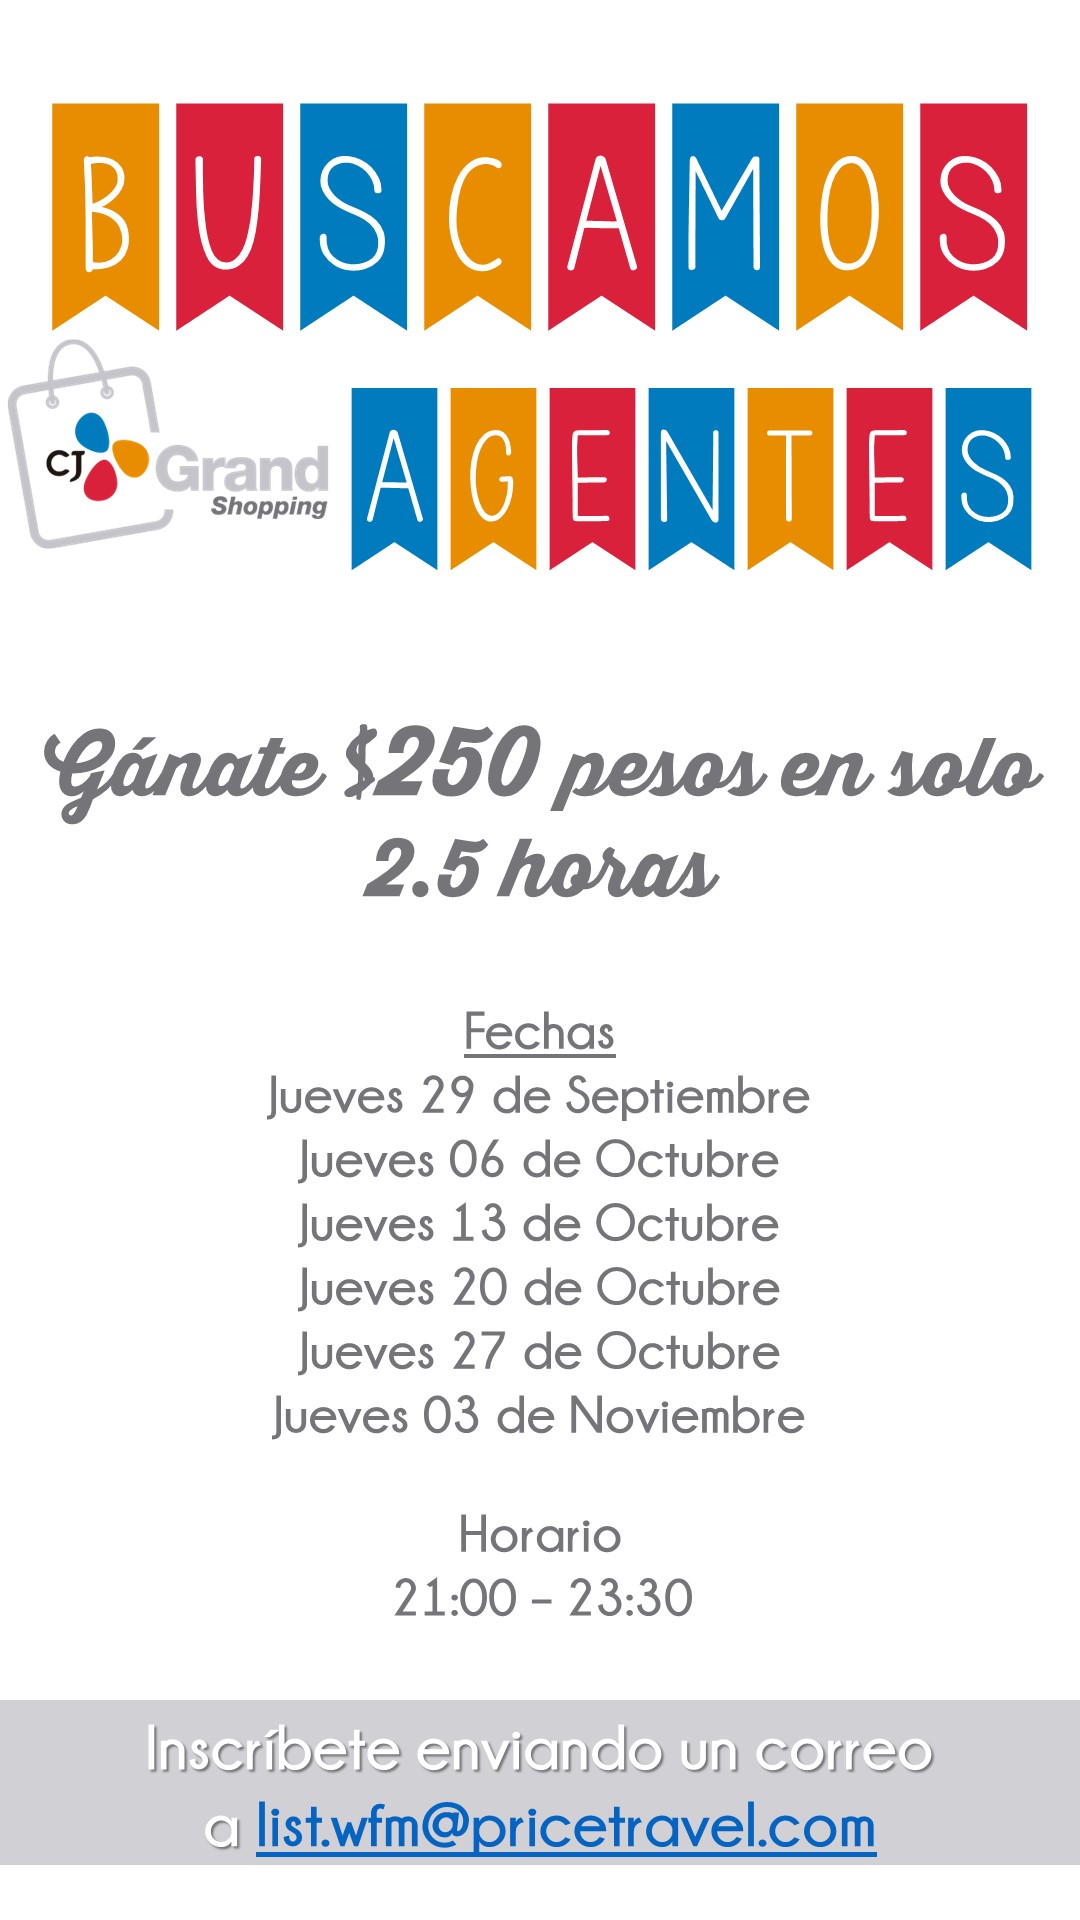 BUSCAMOS
CJ Grand
Shopping
AGENTES
Gánate $250 pesos en solo
2.5 horas
Fechas
Jueves 29 de Septiembre
Jueves 06 de Octubre
Jueves 13 de Octubre
Jueves 20 de Octubre
Jueves 27 de Octubre
Jueves 03 de Noviembre
Horario
21:00 – 23:30
Inscríbete enviando un correo
a list.wfm@pricetravel.com